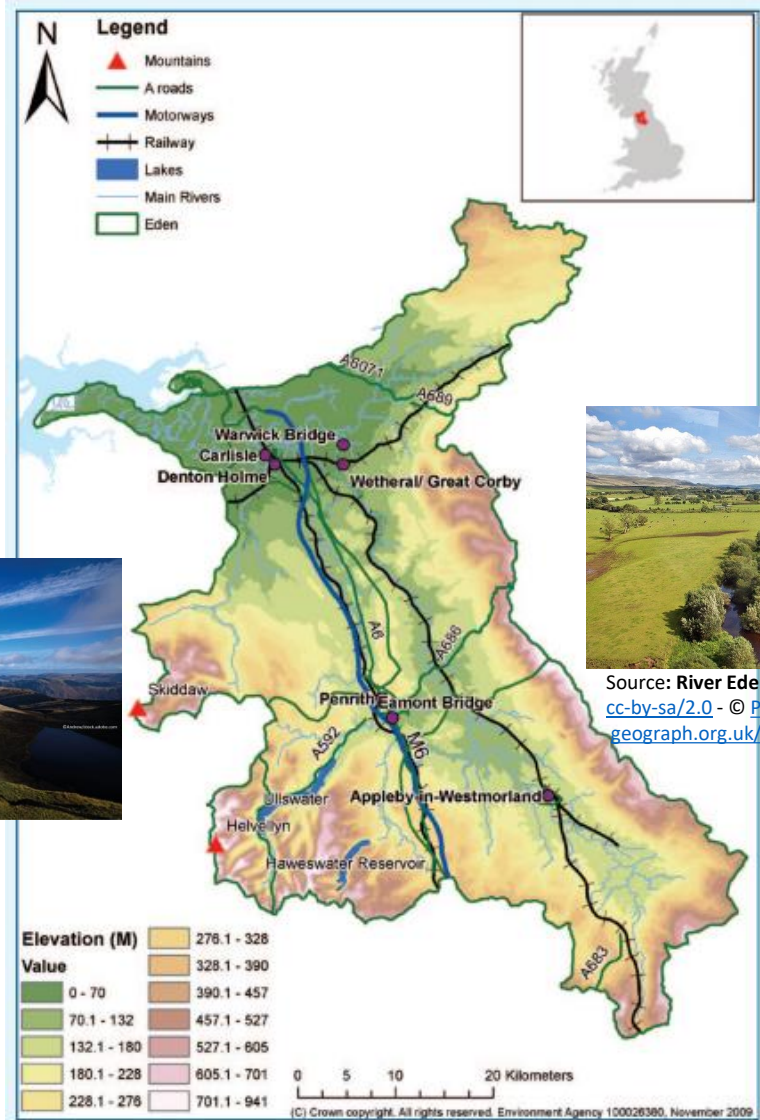 N
Legend
Mountains
A roads
Motorways
Railway
Lakes
Main Rivers
Eden
A6071
A689
Warwick Bridge
Carlisle
Denton Holme
Wetheral/ Great Corby
A6
A686
Skiddaw
Penrith
Eamont Bridge
A592
M6
Ullswater
Appleby-in-Westmorland
Helvellyn
Haweswater Reservoir
A683
Source: River Ede
cc-by-sa/2.0 - © P
geograph.org.uk/
Elevation (M)
Value
0 - 70
70.1 - 132
132.1 - 180
180.1 - 228
228.1 - 276
276.1 - 328
328.1 - 390
390.1 - 457
457.1 - 527
527.1 - 605
605.1 - 701
701.1 - 941
0 5 10 20 Kilometers
(C) Crown copyright. All rights reserved. Environment Agency 100026380, November 2009